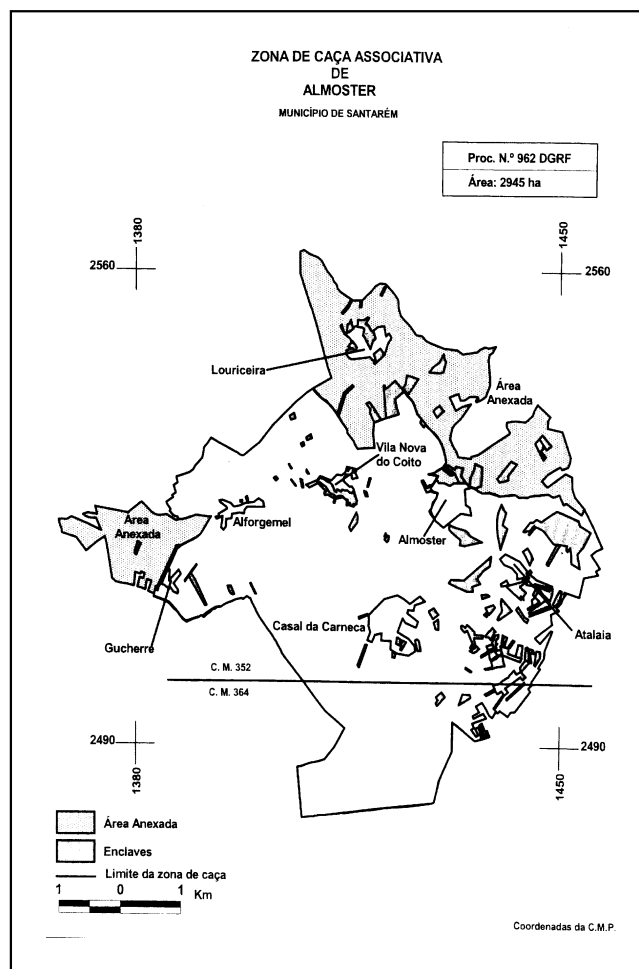 ZONA DE CAÇA ASSOCIATIVA
DE
ALMOSTER
MUNICÍPIO DE SANTARÉM
Proc. N.º 962 DGRF
Área: 2945 ha
1380
1450
2560
2560
Louriceira
Área
Anexada
Vila Nova
do Coito
Área
Anexada
Alforgemel
Almoster
Casal da Carneca
Atalaia
Gucherre
C. M. 352
C. M. 364
2490
2490
1380
1450
Área Anexada
Enclaves
Limite da zona de caça
1 0 1
Km
Coordenadas da C.M.P.